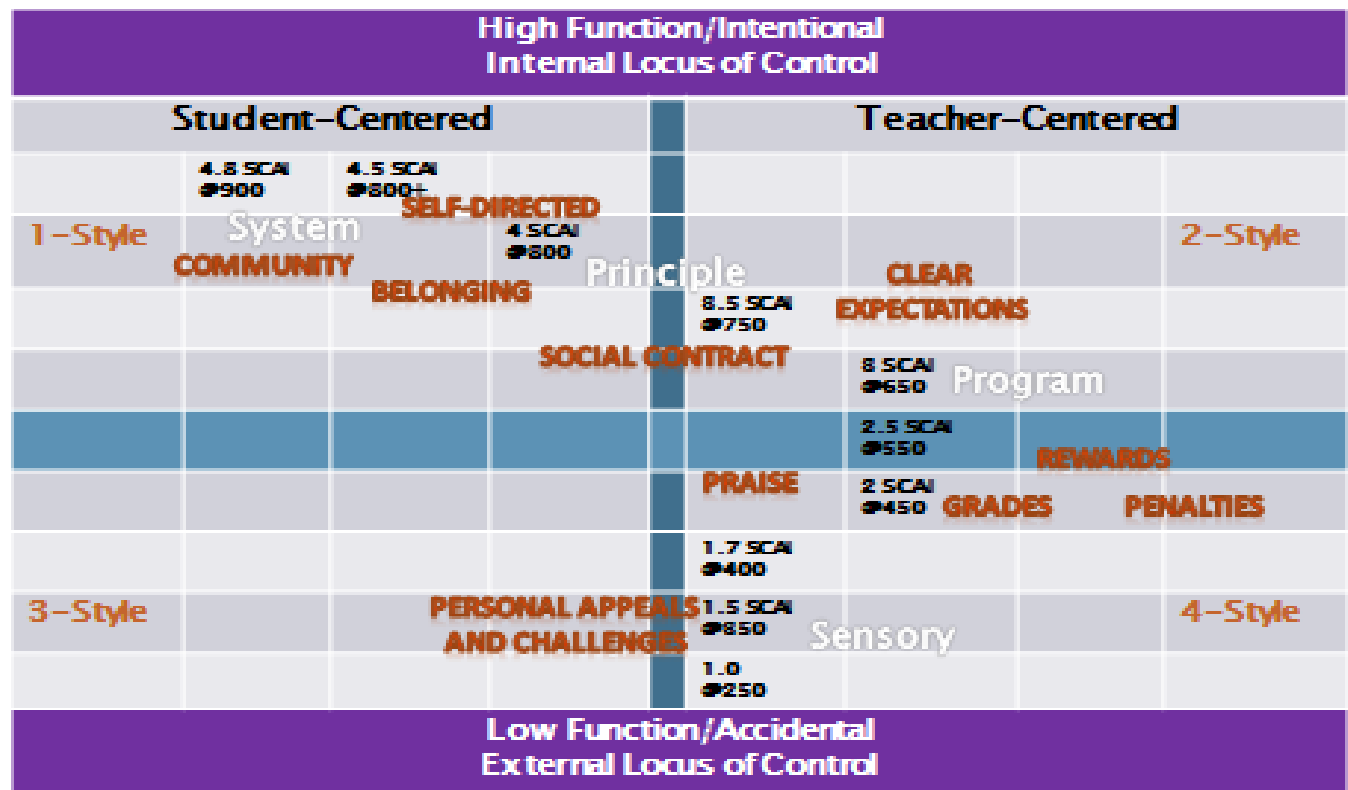 High Function/Intentional
Internal Locus of Control
Student-Centered
Teacher-Centered
4.8 SCAI
@900
4.5 SCAI
@800+
SELF-DIRECTED
1-Style
System
4 SCAI
@800
2-Style
COMMUNITY
BELONGING
Principle
CLEAR
EXPECTATIONS
8.5 SCAI
@750
SOCIAL CONTRACT
8 SCAI
@650
Program
2.5 SCAI
@550
REWARDS
PRAISE
2 SCAI
@450
GRADES
PENALTIES
1.7 SCAI
@400
3-Style
PERSONAL APPEALS
AND CHALLENGES
1.5 SCAI
@850
Sensory
4-Style
1.0
@250
Low Function/Accidental
External Locus of Control